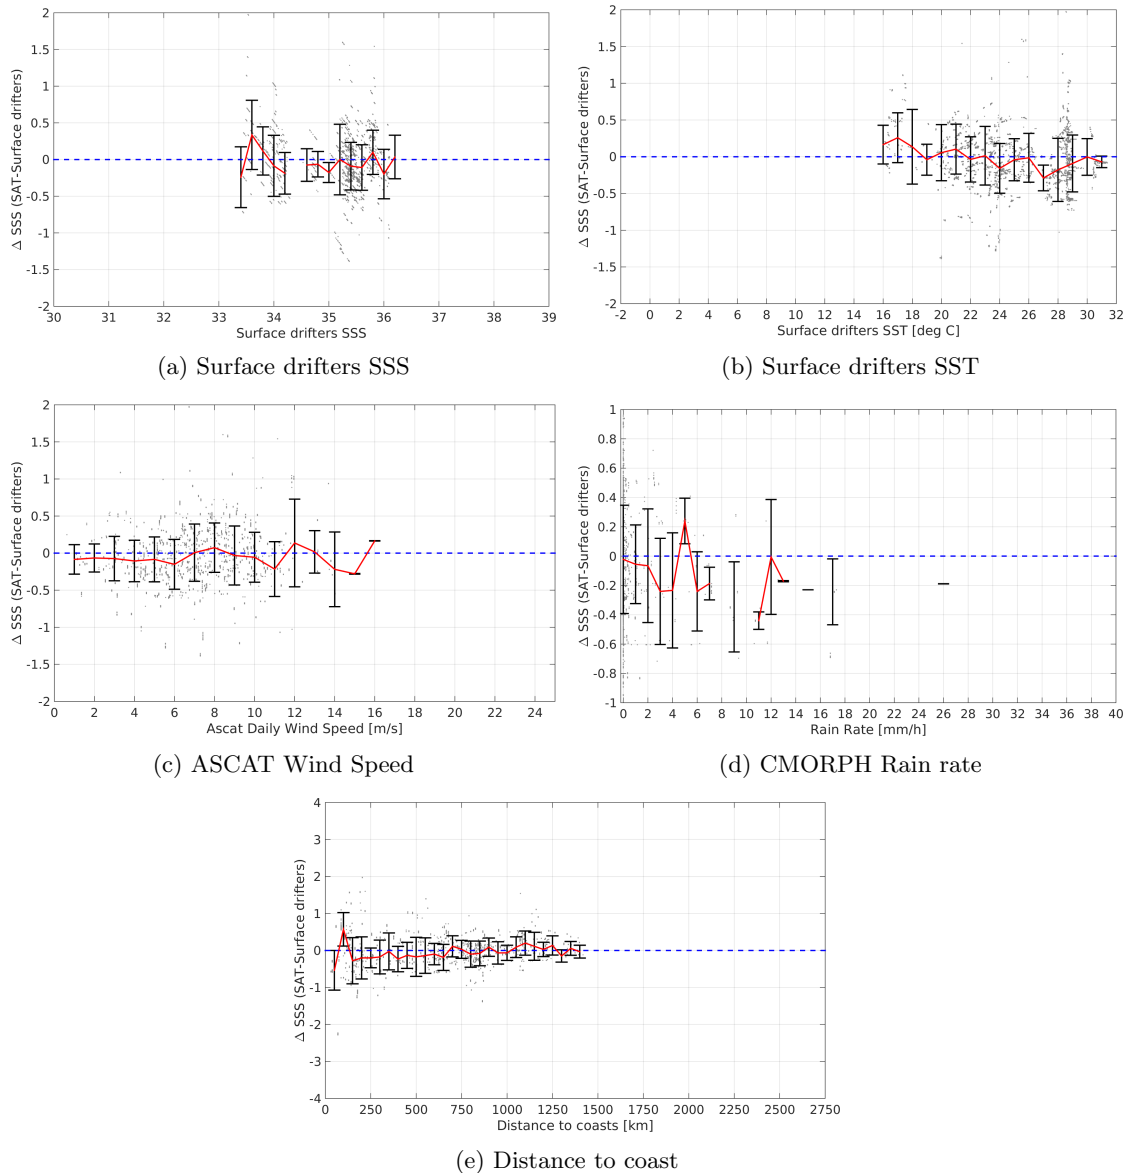 2
1.5
1
0.5
0
-0.5
-1
-1.5
-2
Δ SSS (SAT-Surface drifters)
30 31 32 33 34 35 36 37 38 39
Surface drifters SSS
(a) Surface drifters SSS
2
1.5
1
0.5
0
-0.5
-1
-1.5
-2
Δ SSS (SAT-Surface drifters)
-2 0 2 4 6 8 10 12 14 16 18 20 22 24 26 28 30 32
Surface drifters SST [deg C]
(b) Surface drifters SST
2
1.5
1
0.5
0
-0.5
-1
-1.5
-2
Δ SSS (SAT-Surface drifters)
0 2 4 6 8 10 12 14 16 18 20 22 24
Ascat Daily Wind Speed [m/s]
(c) ASCAT Wind Speed
1
0.8
0.6
0.4
0.2
0
-0.2
-0.4
-0.6
-0.8
-1
Δ SSS (SAT-Surface drifters)
0 2 4 6 8 10 12 14 16 18 20 22 24 26 28 30 32 34 36 38 40
Rain Rate [mm/h]
(d) CMORPH Rain rate
4
3
2
1
0
-1
-2
-3
-4
Δ SSS (SAT-Surface drifters)
0 250 500 750 1000 1250 1500 1750 2000 2250 2500 2750
Distance to coasts [km]
(e) Distance to coast